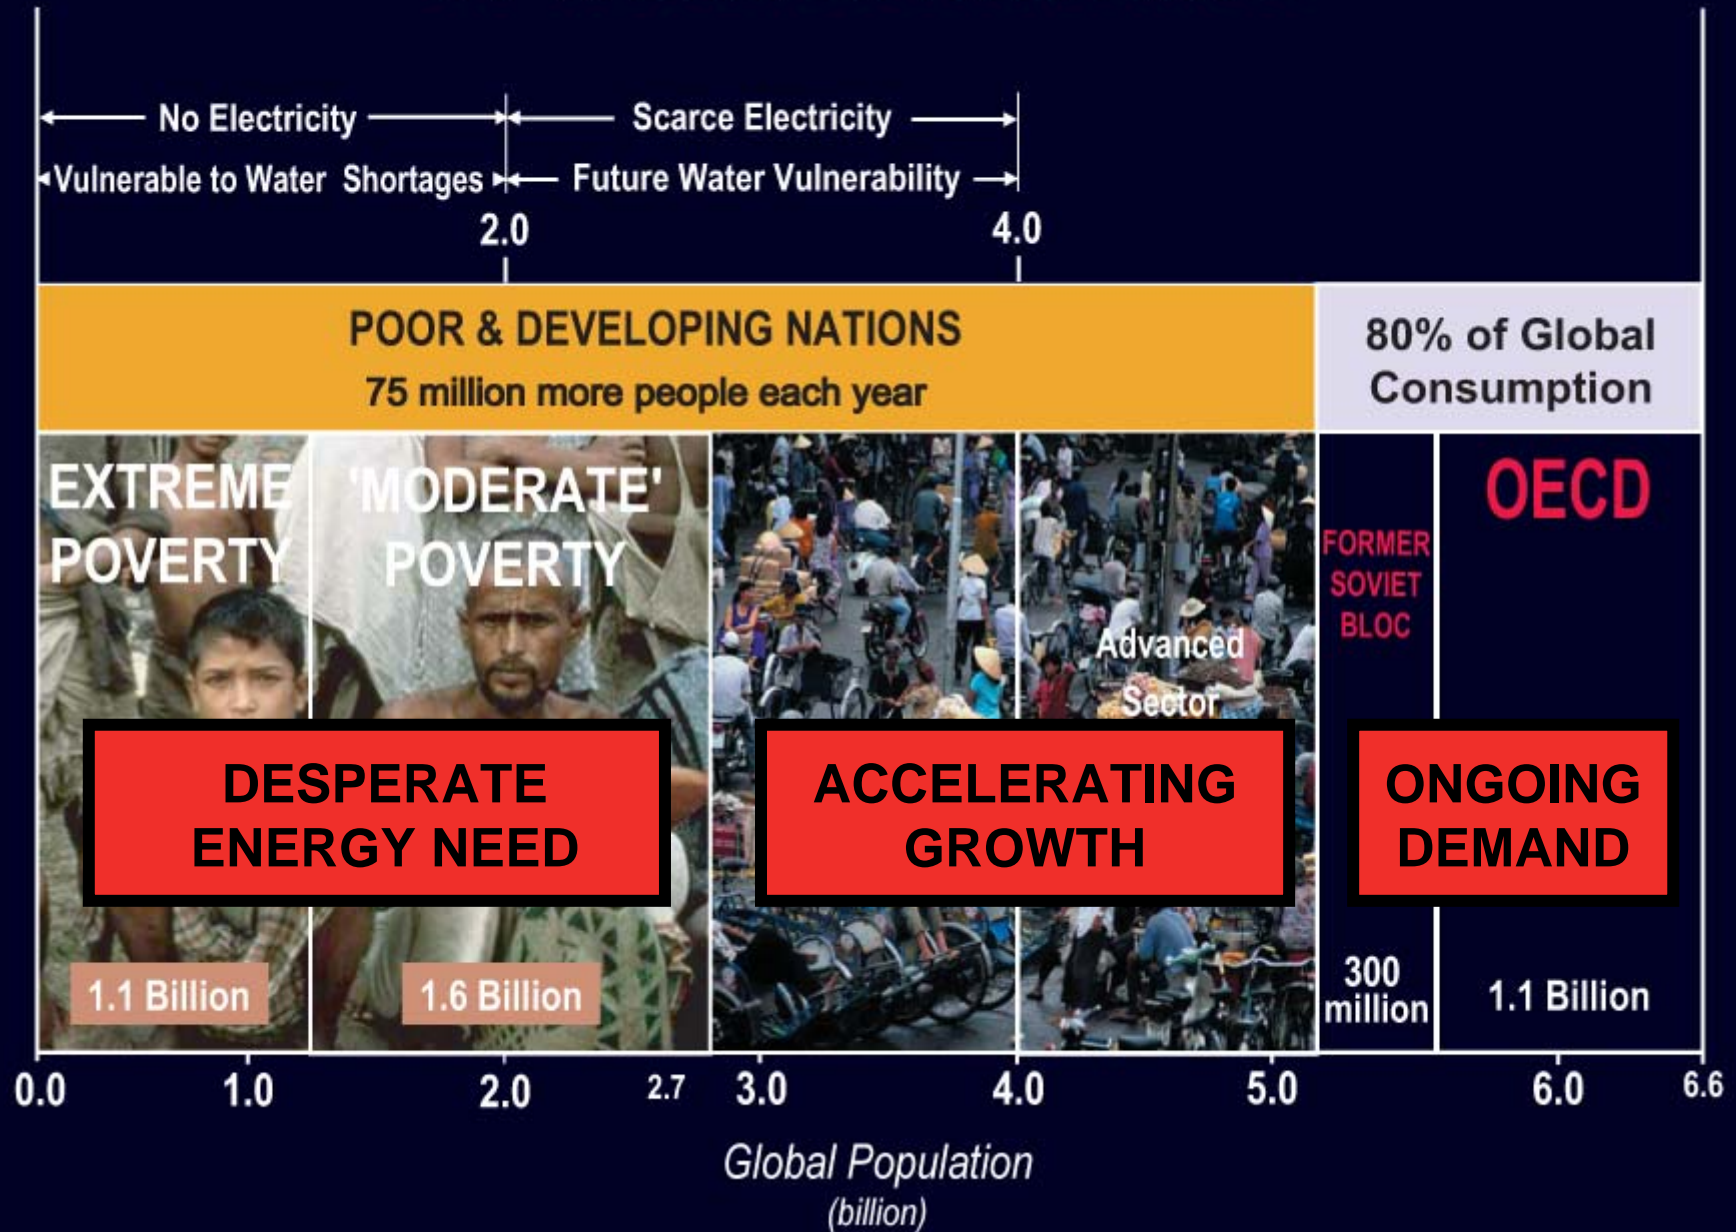 No Electricity
Scarce Electricity
Vulnerable to Water Shortages
Future Water Vulnerability
2.0
4.0
POOR & DEVELOPING NATIONS
75 million more people each year
80% of Global
Consumption
EXTREME
POVERTY
'MODERATE'
POVERTY
Advanced
Sector
FORMER
SOVIET
BLOC
OECD
DESPERATE
ENERGY NEED
ACCELERATING
GROWTH
ONGOING
DEMAND
1.1 Billion
1.6 Billion
300
million
1.1 Billion
0.0
1.0
2.0
2.7
3.0
4.0
5.0
6.0
6.6
Global Population
(billion)